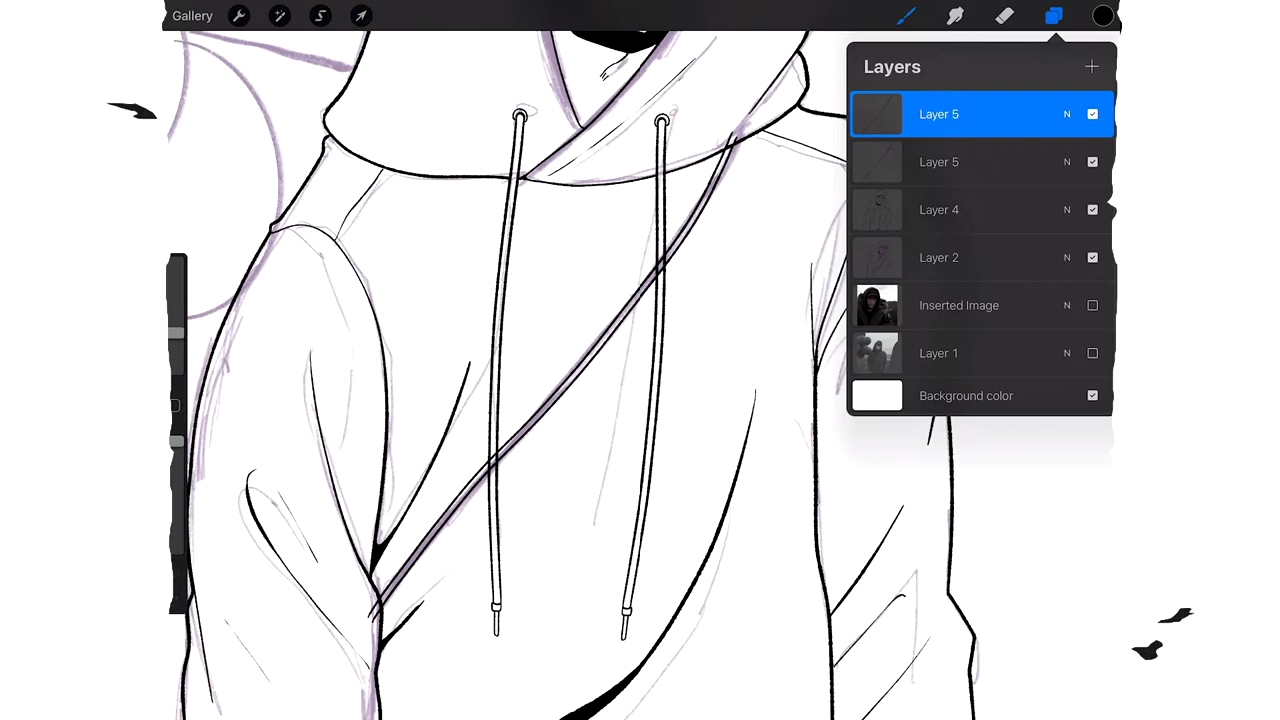 Gallery
Layers
Layer 5 N
Layer 5 N
Layer 4 N
Layer 2 N
Inserted Image N
Layer 1 N
Background color